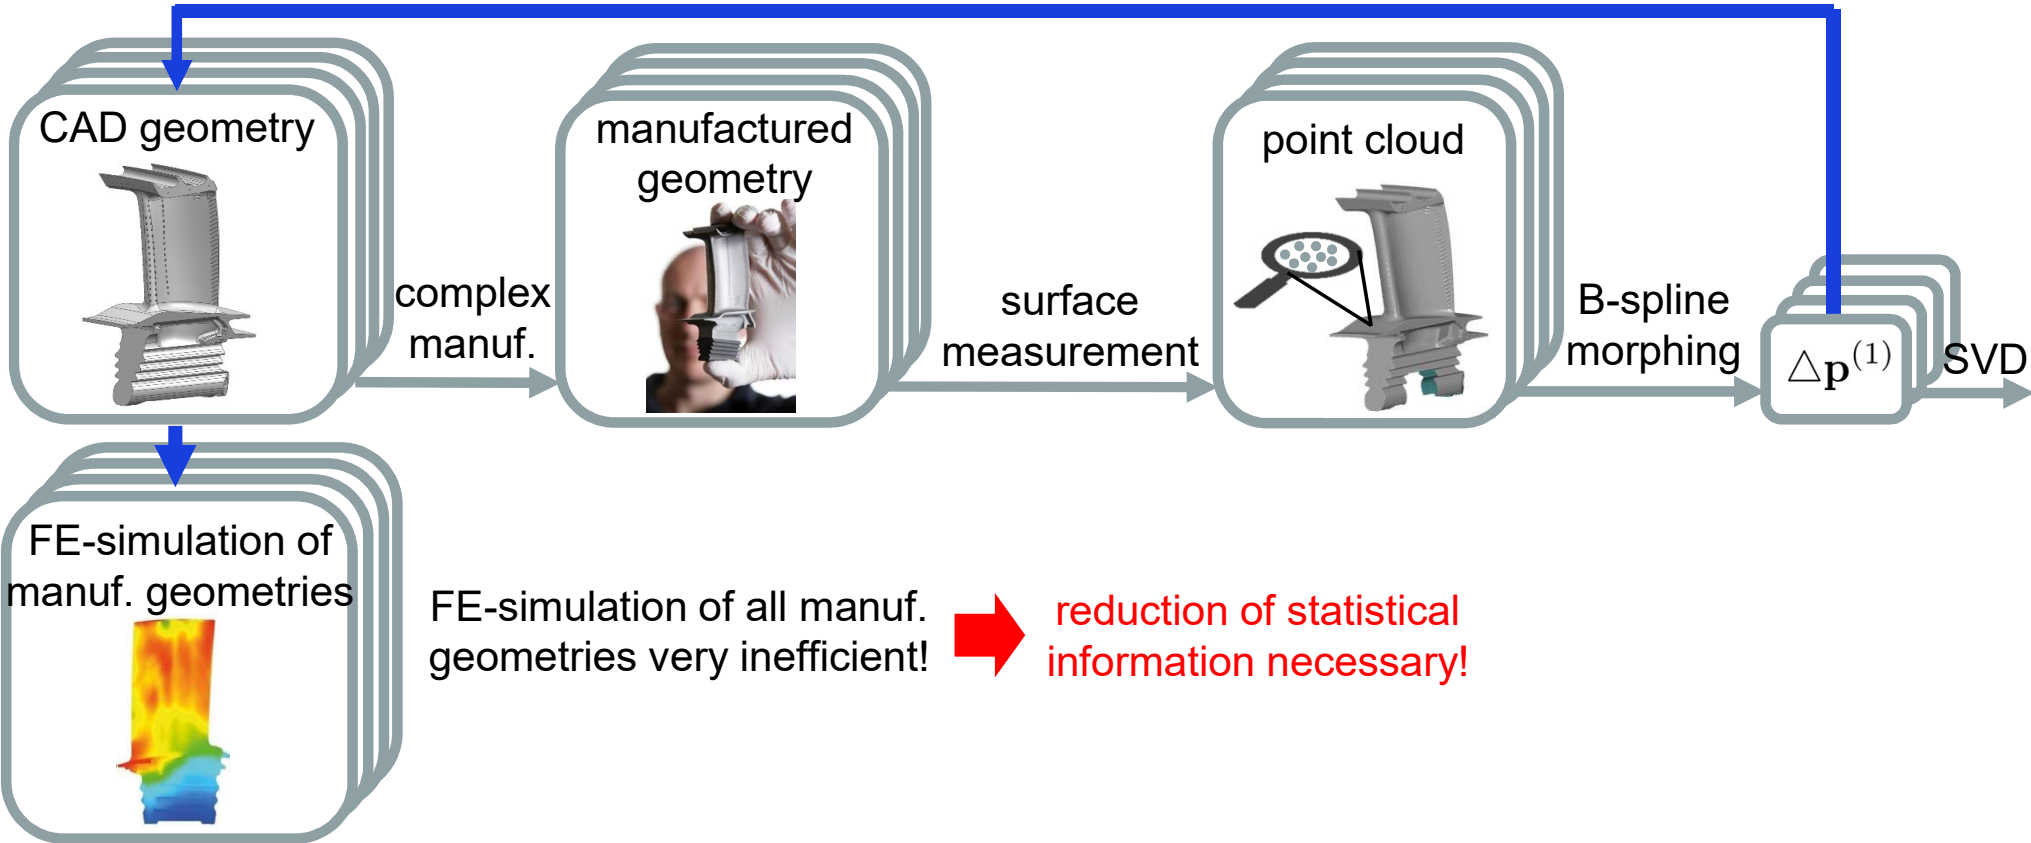 CAD geometry
manufactured
geometry
point cloud
complex
manuf.
surface
measurement
B-spline
morphing
△p⁽¹⁾
SVD
FE-simulation of
manuf. geometries
FE-simulation of all manuf.
geometries very inefficient!
reduction of statistical
information necessary!